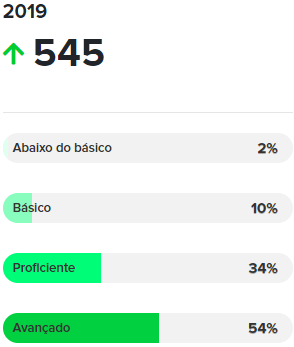 2019
545
Abaixo do básico 2%
Básico 10%
Proficiente 34%
Avançado 54%